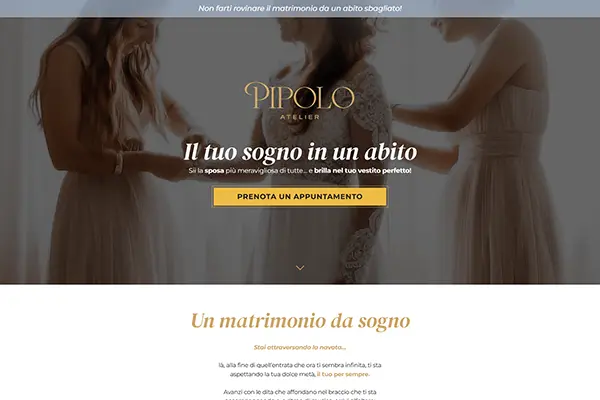 Non farti rovinare il matrimonio da un abito sbagliato!
PIPOLO
ATELIER
Il tuo sogno in un abito
Sii la sposa più meravigliosa di tutte... e brilla nel tuo vestito perfetto!
PRENOTA UN APPUNTAMENTO
Un matrimonio da sogno
Stai attraversando la navata...
là, alla fine di quell'entrata che ora ti sembra infinita, ti sta
aspettando la tua dolce metà, il tuo per sempre.
Avanzi con le dita che affondano nel braccio che ti sta